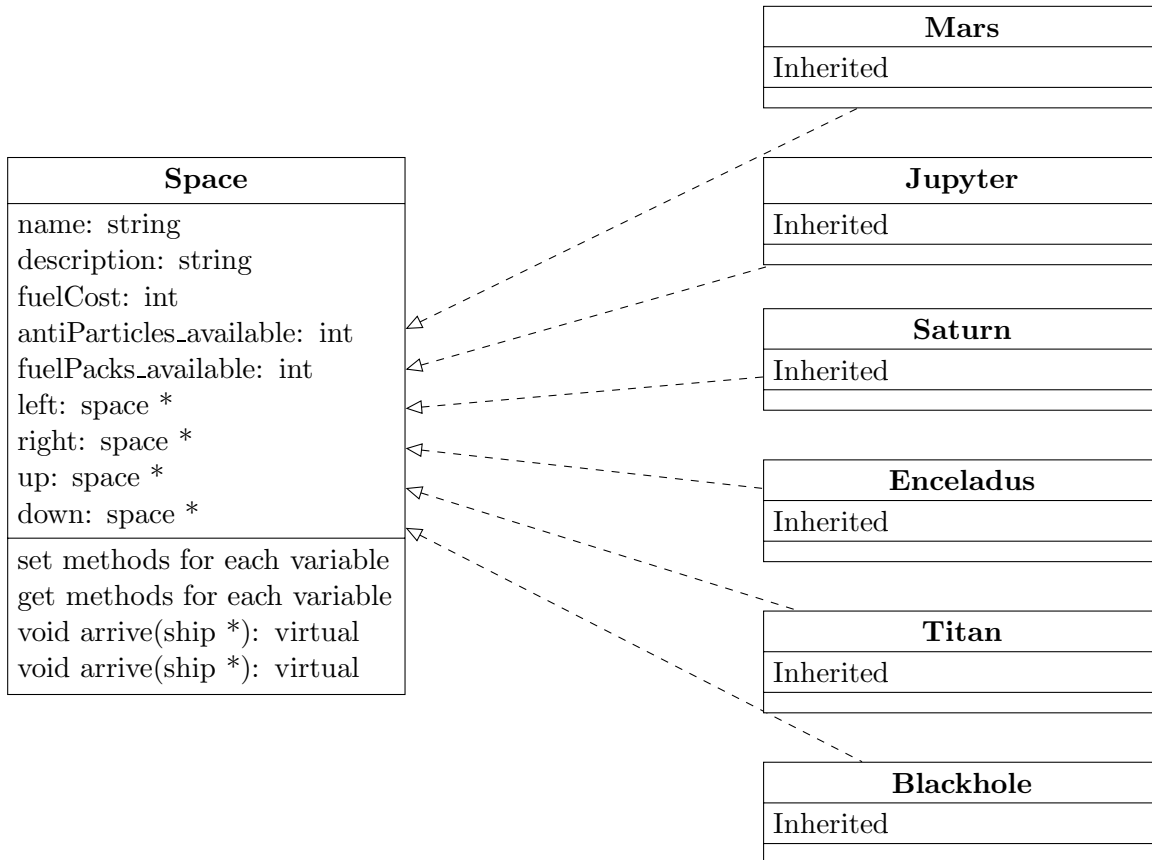 Space
name: string
description: string
fuelCost: int
antiParticles_available: int
fuelPacks_available: int
left: space *
right: space *
up: space *
down: space *
set methods for each variable
get methods for each variable
void arrive(ship *): virtual
void arrive(ship *): virtual
Mars
Inherited
Jupyter
Inherited
Saturn
Inherited
Enceladus
Inherited
Titan
Inherited
Blackhole
Inherited